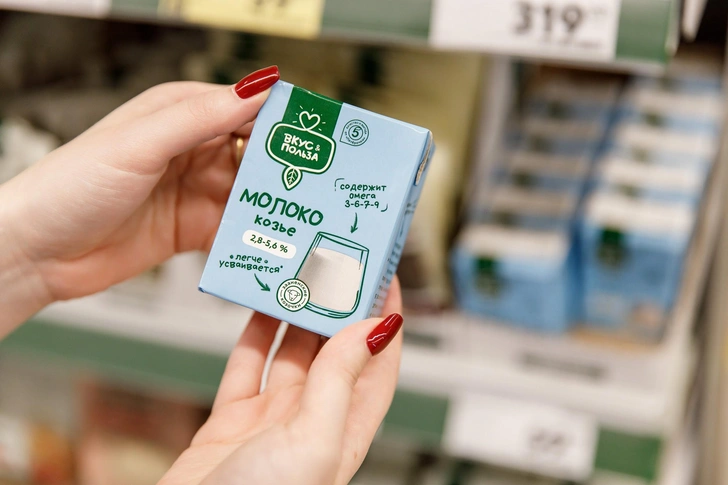 319
ВКУС &
ПОЛЬЗА
5
МОЛОКО
козье
2,8-5,6 %
содержит
омега
3-6-7-9
легче
усваивается*